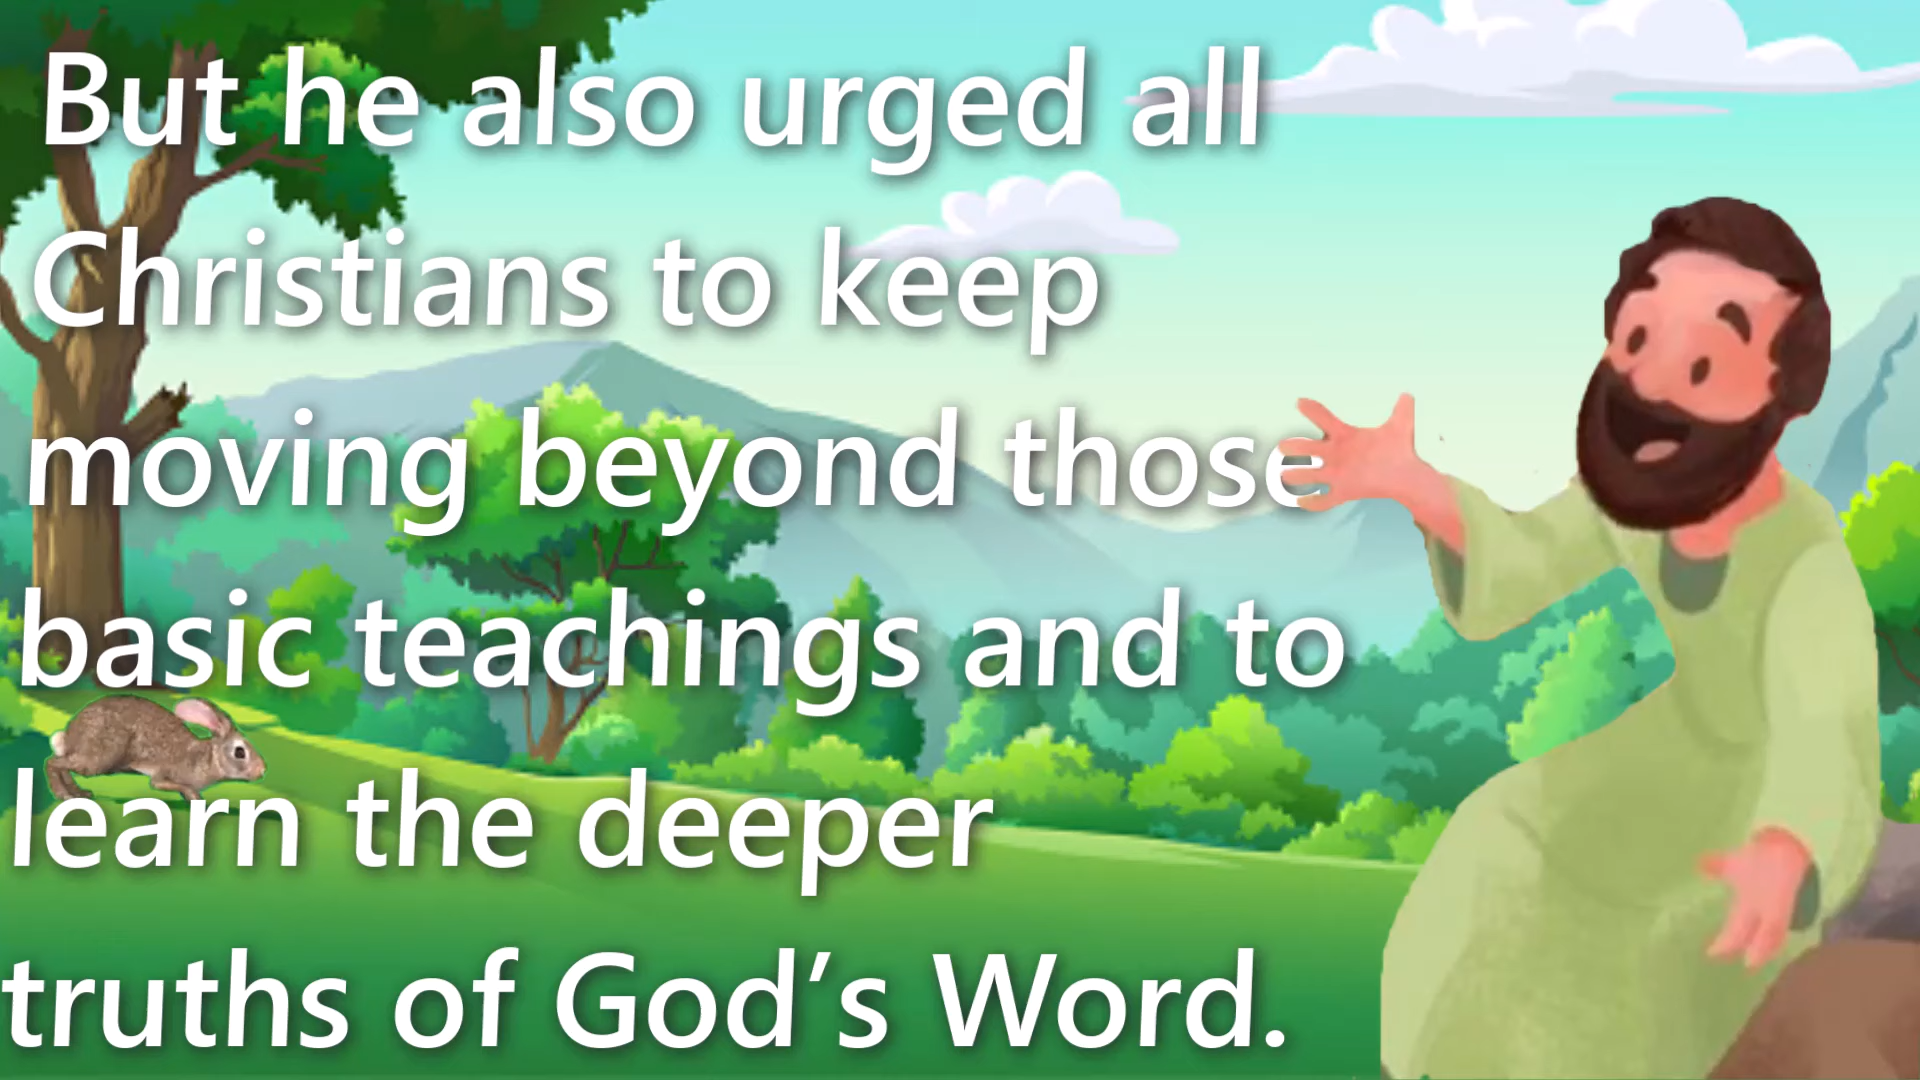 But he also urged all
Christians to keep
moving beyond those
basic teachings and to
learn the deeper
truths of God’s Word.